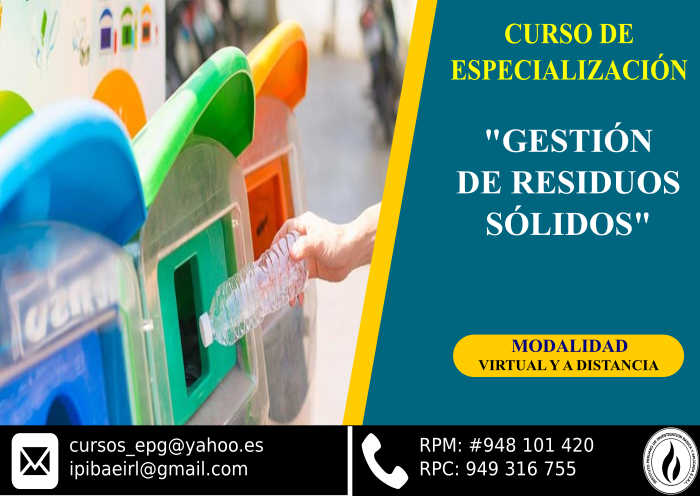 CURSO DE
ESPECIALIZACIÓN
"GESTIÓN
DE RESIDUOS
SÓLIDOS"
MODALIDAD
VIRTUAL Y A DISTANCIA
cursos_epg@yahoo.es
ipibaeirl@gmail.com
RPM: #948 101 420
RPC: 949 316 755